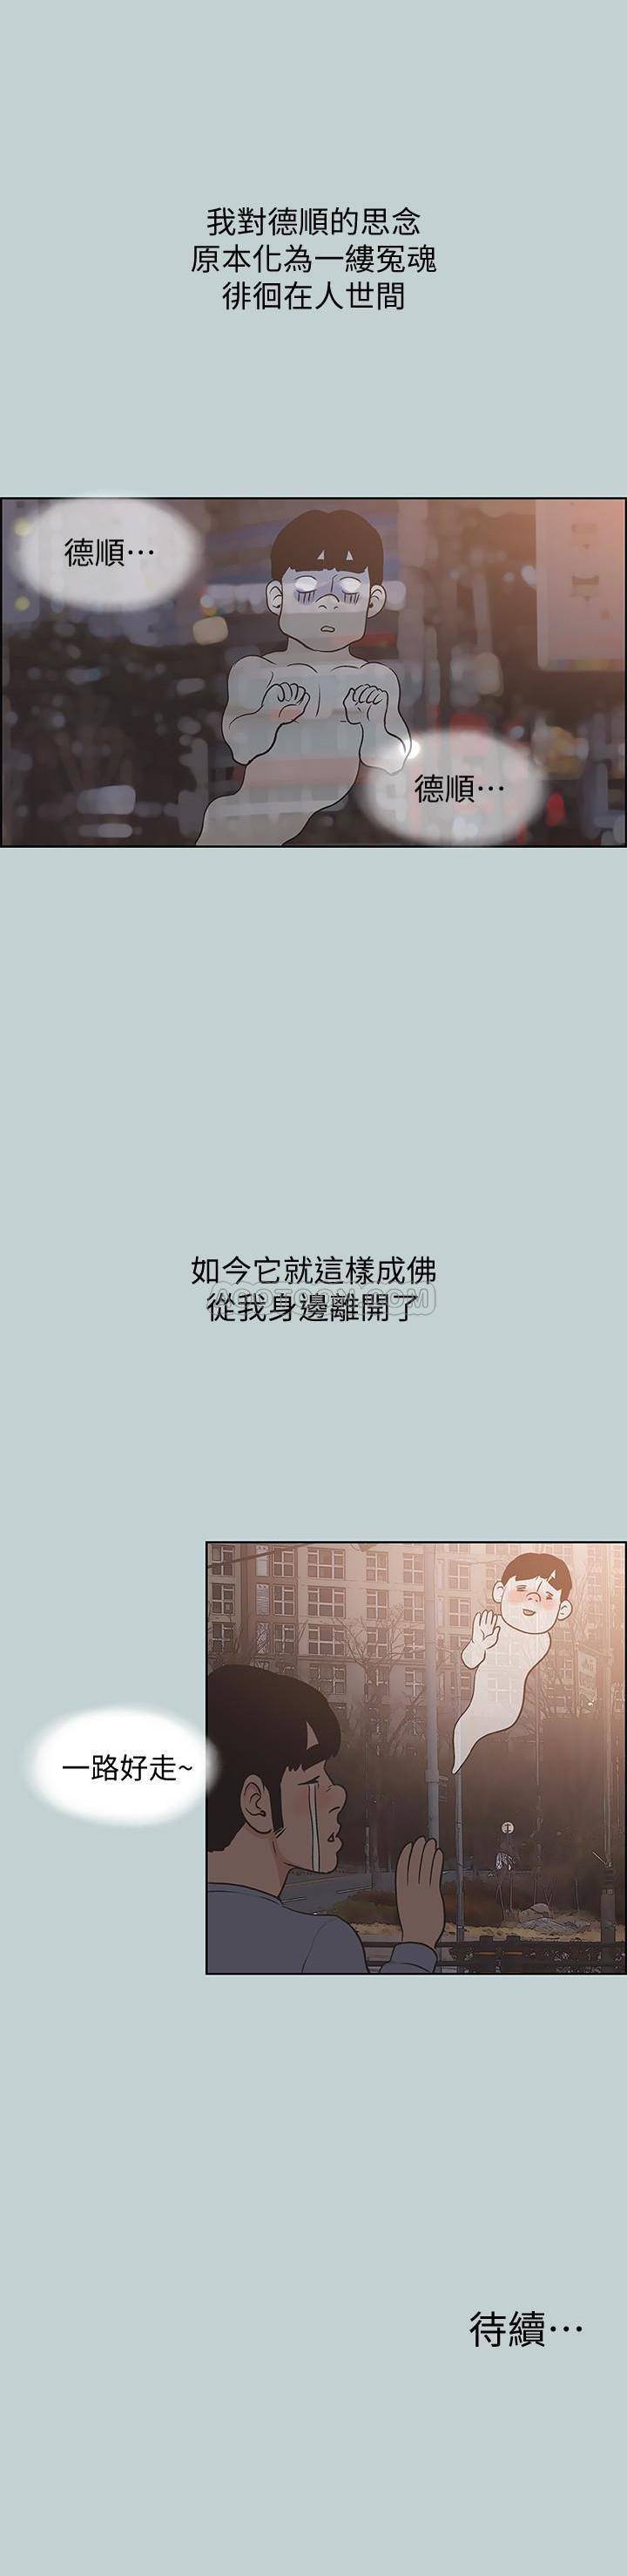 我對德順的思念
原本化為一縷冤魂
徘徊在人世間
德順…
德順…
如今它就這樣成佛
從我身邊離開了
一路好走~
待續…